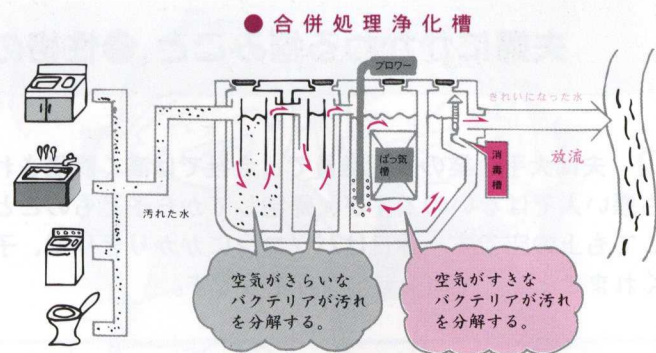 ●合併処理浄化槽
ブロワー
きれいになった水
ばっ気
槽
消
毒
槽
放流
汚れた水
空気がきらいな
バクテリアが汚れ
を分解する。
空気がすきな
バクテリアが汚れ
を分解する。